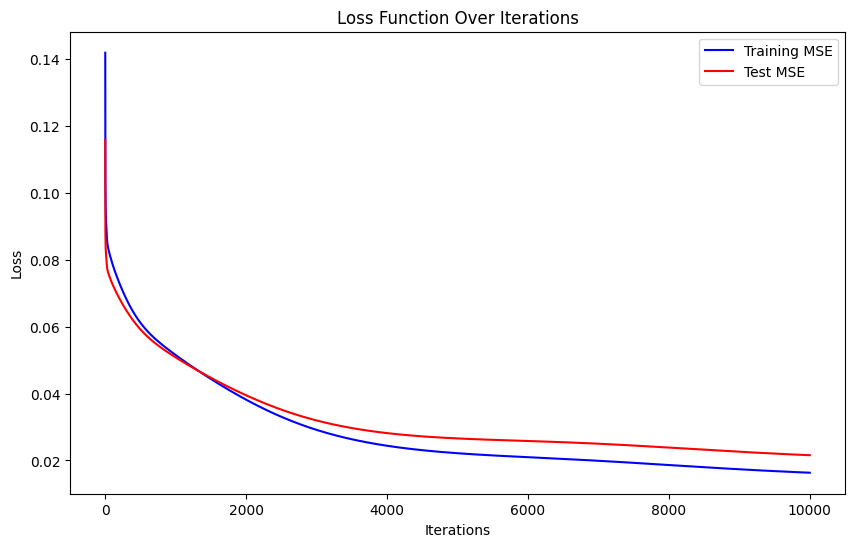 Loss Function Over Iterations
Training MSE
Test MSE
Loss
0.14
0.12
0.10
0.08
0.06
0.04
0.02
0
2000
4000
6000
8000
10000
Iterations